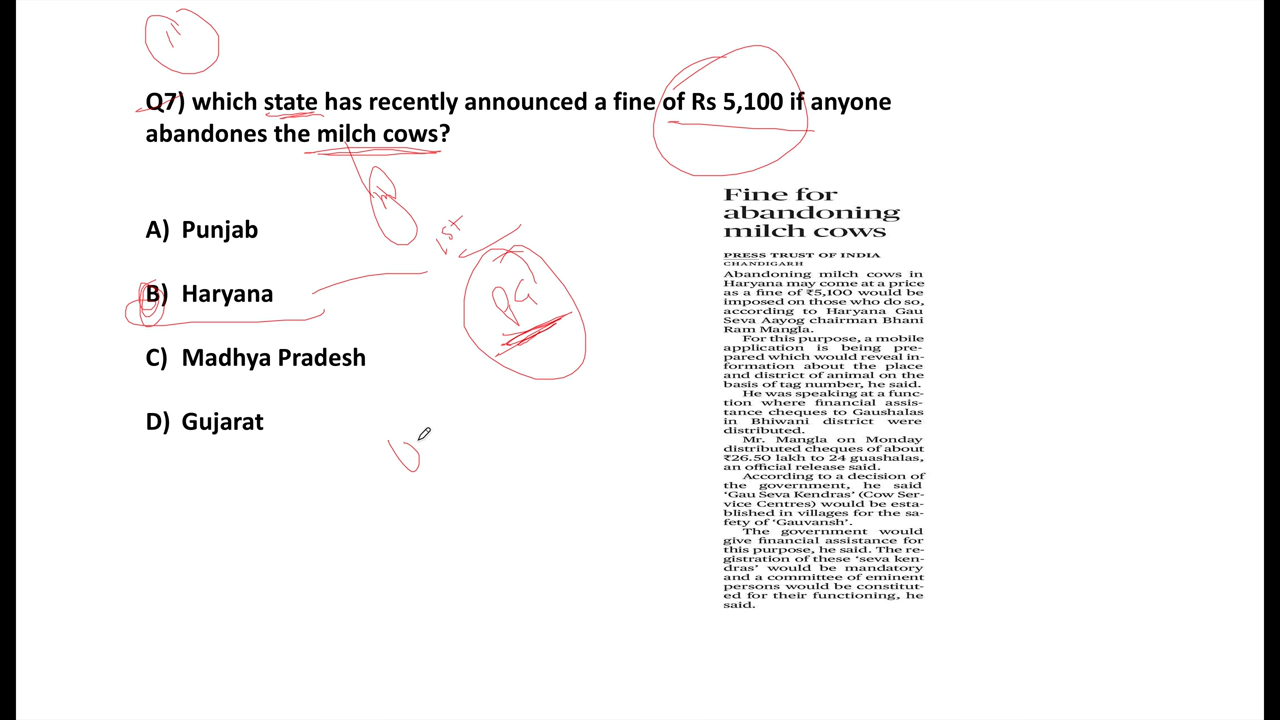 Q7) which state has recently announced a fine of Rs 5,100 if anyone
abandones the milch cows?
A) Punjab
B) Haryana
C) Madhya Pradesh
D) Gujarat
1st
Fine for
abandoning
milch cows
PRESS TRUST OF INDIA
CHANDIGARH
Abandoning milch cows in
Haryana may come at a price
as a fine of ₹5,100 would be
imposed on those who do so,
according to Haryana Gau
Seva Aayog chairman Bhani
Ram Mangla.
For this purpose, a mobile
application is being pre-
pared which would reveal in-
formation about the place
and district of animal on the
basis of tag number, he said.
He was speaking at a func-
tion where financial assis-
tance cheques to Gaushalas
in Bhiwani district were
distributed.
Mr. Mangla on Monday
distributed cheques of about
₹26.50 lakh to 24 guashalas,
an official release said.
According to a decision of
the government, he said
‘Gau Seva Kendras’ (Cow Ser-
vice Centres) would be esta-
blished in villages for the sa-
fety of ‘Gauvansh’.
The government would
give financial assistance for
this purpose, he said. The re-
gistration of these ‘seva ken-
dras’ would be mandatory
and a committee of eminent
persons would be constitut-
ed for their functioning, he
said.